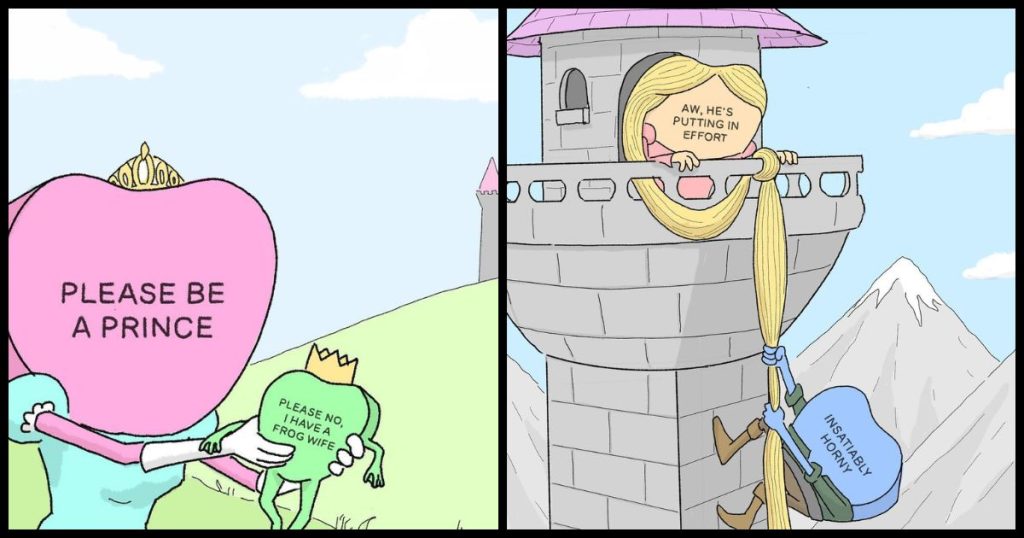 PLEASE BE
A PRINCE
PLEASE NO,
I HAVE A
FROG WIFE
AW, HE'S
PUTTING IN
EFFORT
INSATIABLY
HORNY